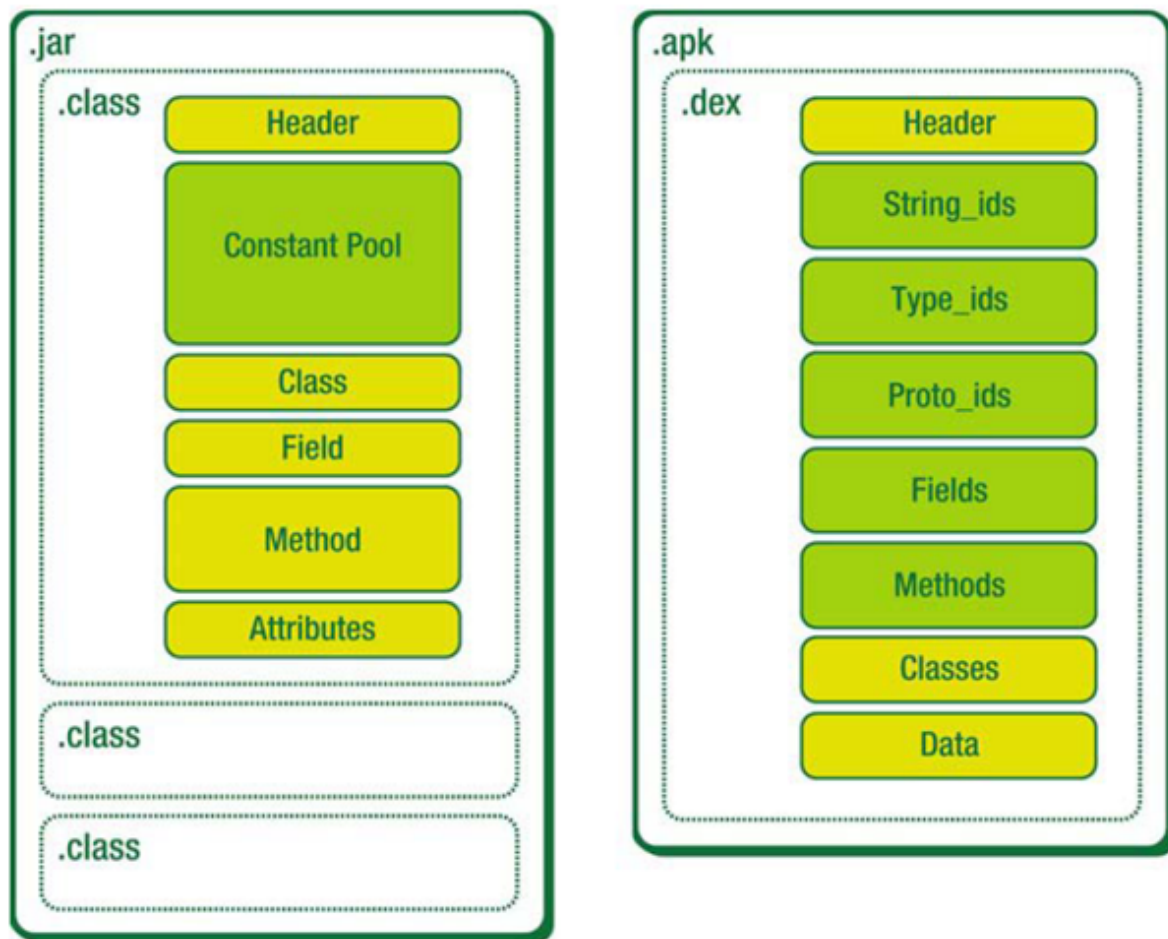 .jar
.class
Header
Constant Pool
Class
Field
Method
Attributes
.class
.class
.apk
.dex
Header
String_ids
Type_ids
Proto_ids
Fields
Methods
Classes
Data